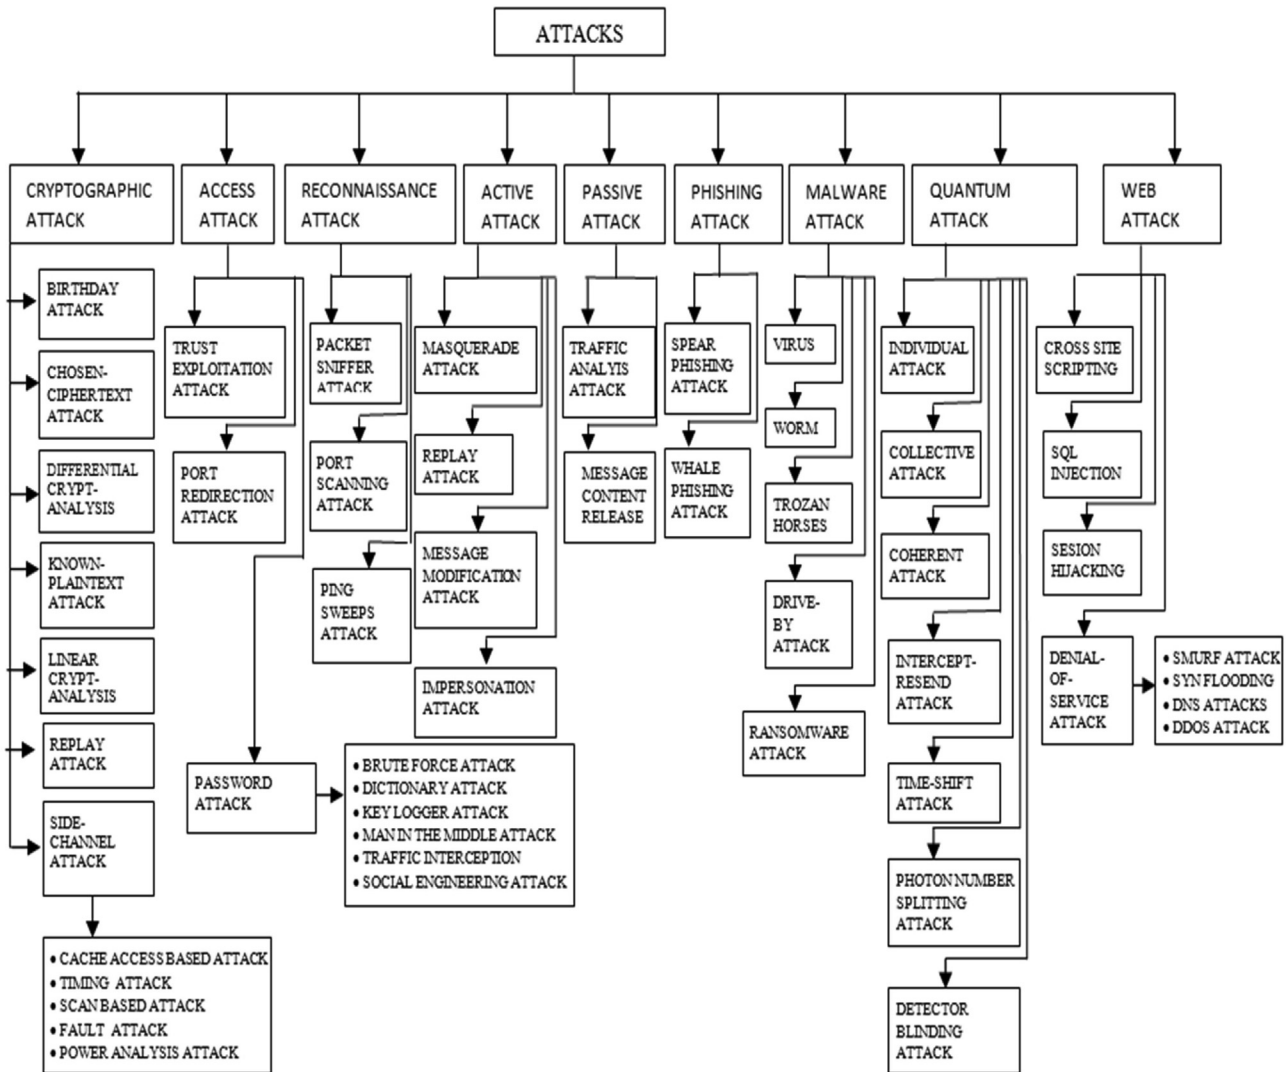 ATTACKS
CRYPTOGRAPHIC
ATTACK
ACCESS
ATTACK
RECONNAISSANCE
ATTACK
ACTIVE
ATTACK
PASSIVE
ATTACK
PHISHING
ATTACK
MALWARE
ATTACK
QUANTUM
ATTACK
WEB
ATTACK
BIRTHDAY
ATTACK
CHOSEN-
CIPHERTEXT
ATTACK
DIFFERENTIAL
CRYPT-
ANALYSIS
KNOWN-
PLAINTEXT
ATTACK
LINEAR
CRYPT-
ANALYSIS
REPLAY
ATTACK
SIDE-
CHANNEL
ATTACK
• CACHE ACCESS BASED ATTACK
• TIMING ATTACK
• SCAN BASED ATTACK
• FAULT ATTACK
• POWER ANALYSIS ATTACK
TRUST
EXPLOITATION
ATTACK
PORT
REDIRECTION
ATTACK
PASSWORD
ATTACK
• BRUTE FORCE ATTACK
• DICTIONARY ATTACK
• KEY LOGGER ATTACK
• MAN IN THE MIDDLE ATTACK
• TRAFFIC INTERCEPTION
• SOCIAL ENGINEERING ATTACK
PACKET
SNIFFER
ATTACK
PORT
SCANNING
ATTACK
PING
SWEEPS
ATTACK
MASQUERADE
ATTACK
REPLAY
ATTACK
MESSAGE
MODIFICATION
ATTACK
IMPERSONATION
ATTACK
TRAFFIC
ANALYIS
ATTACK
MESSAGE
CONTENT
RELEASE
SPEAR
PHISHING
ATTACK
WHALE
PHISHING
ATTACK
VIRUS
WORM
TROZAN
HORSES
DRIVE-
BY
ATTACK
RANSOMWARE
ATTACK
INDIVIDUAL
ATTACK
COLLECTIVE
ATTACK
COHERENT
ATTACK
INTERCEPT-
RESEND
ATTACK
TIME-SHIFT
ATTACK
PHOTON NUMBER
SPLITTING
ATTACK
DETECTOR
BLINDING
ATTACK
CROSS SITE
SCRIPTING
SQL
INJECTION
SESION
HIJACKING
DENIAL-
OF-
SERVICE
ATTACK
• SMURF ATTACK
• SYN FLOODING
• DNS ATTACKS
• DDOS ATTACK